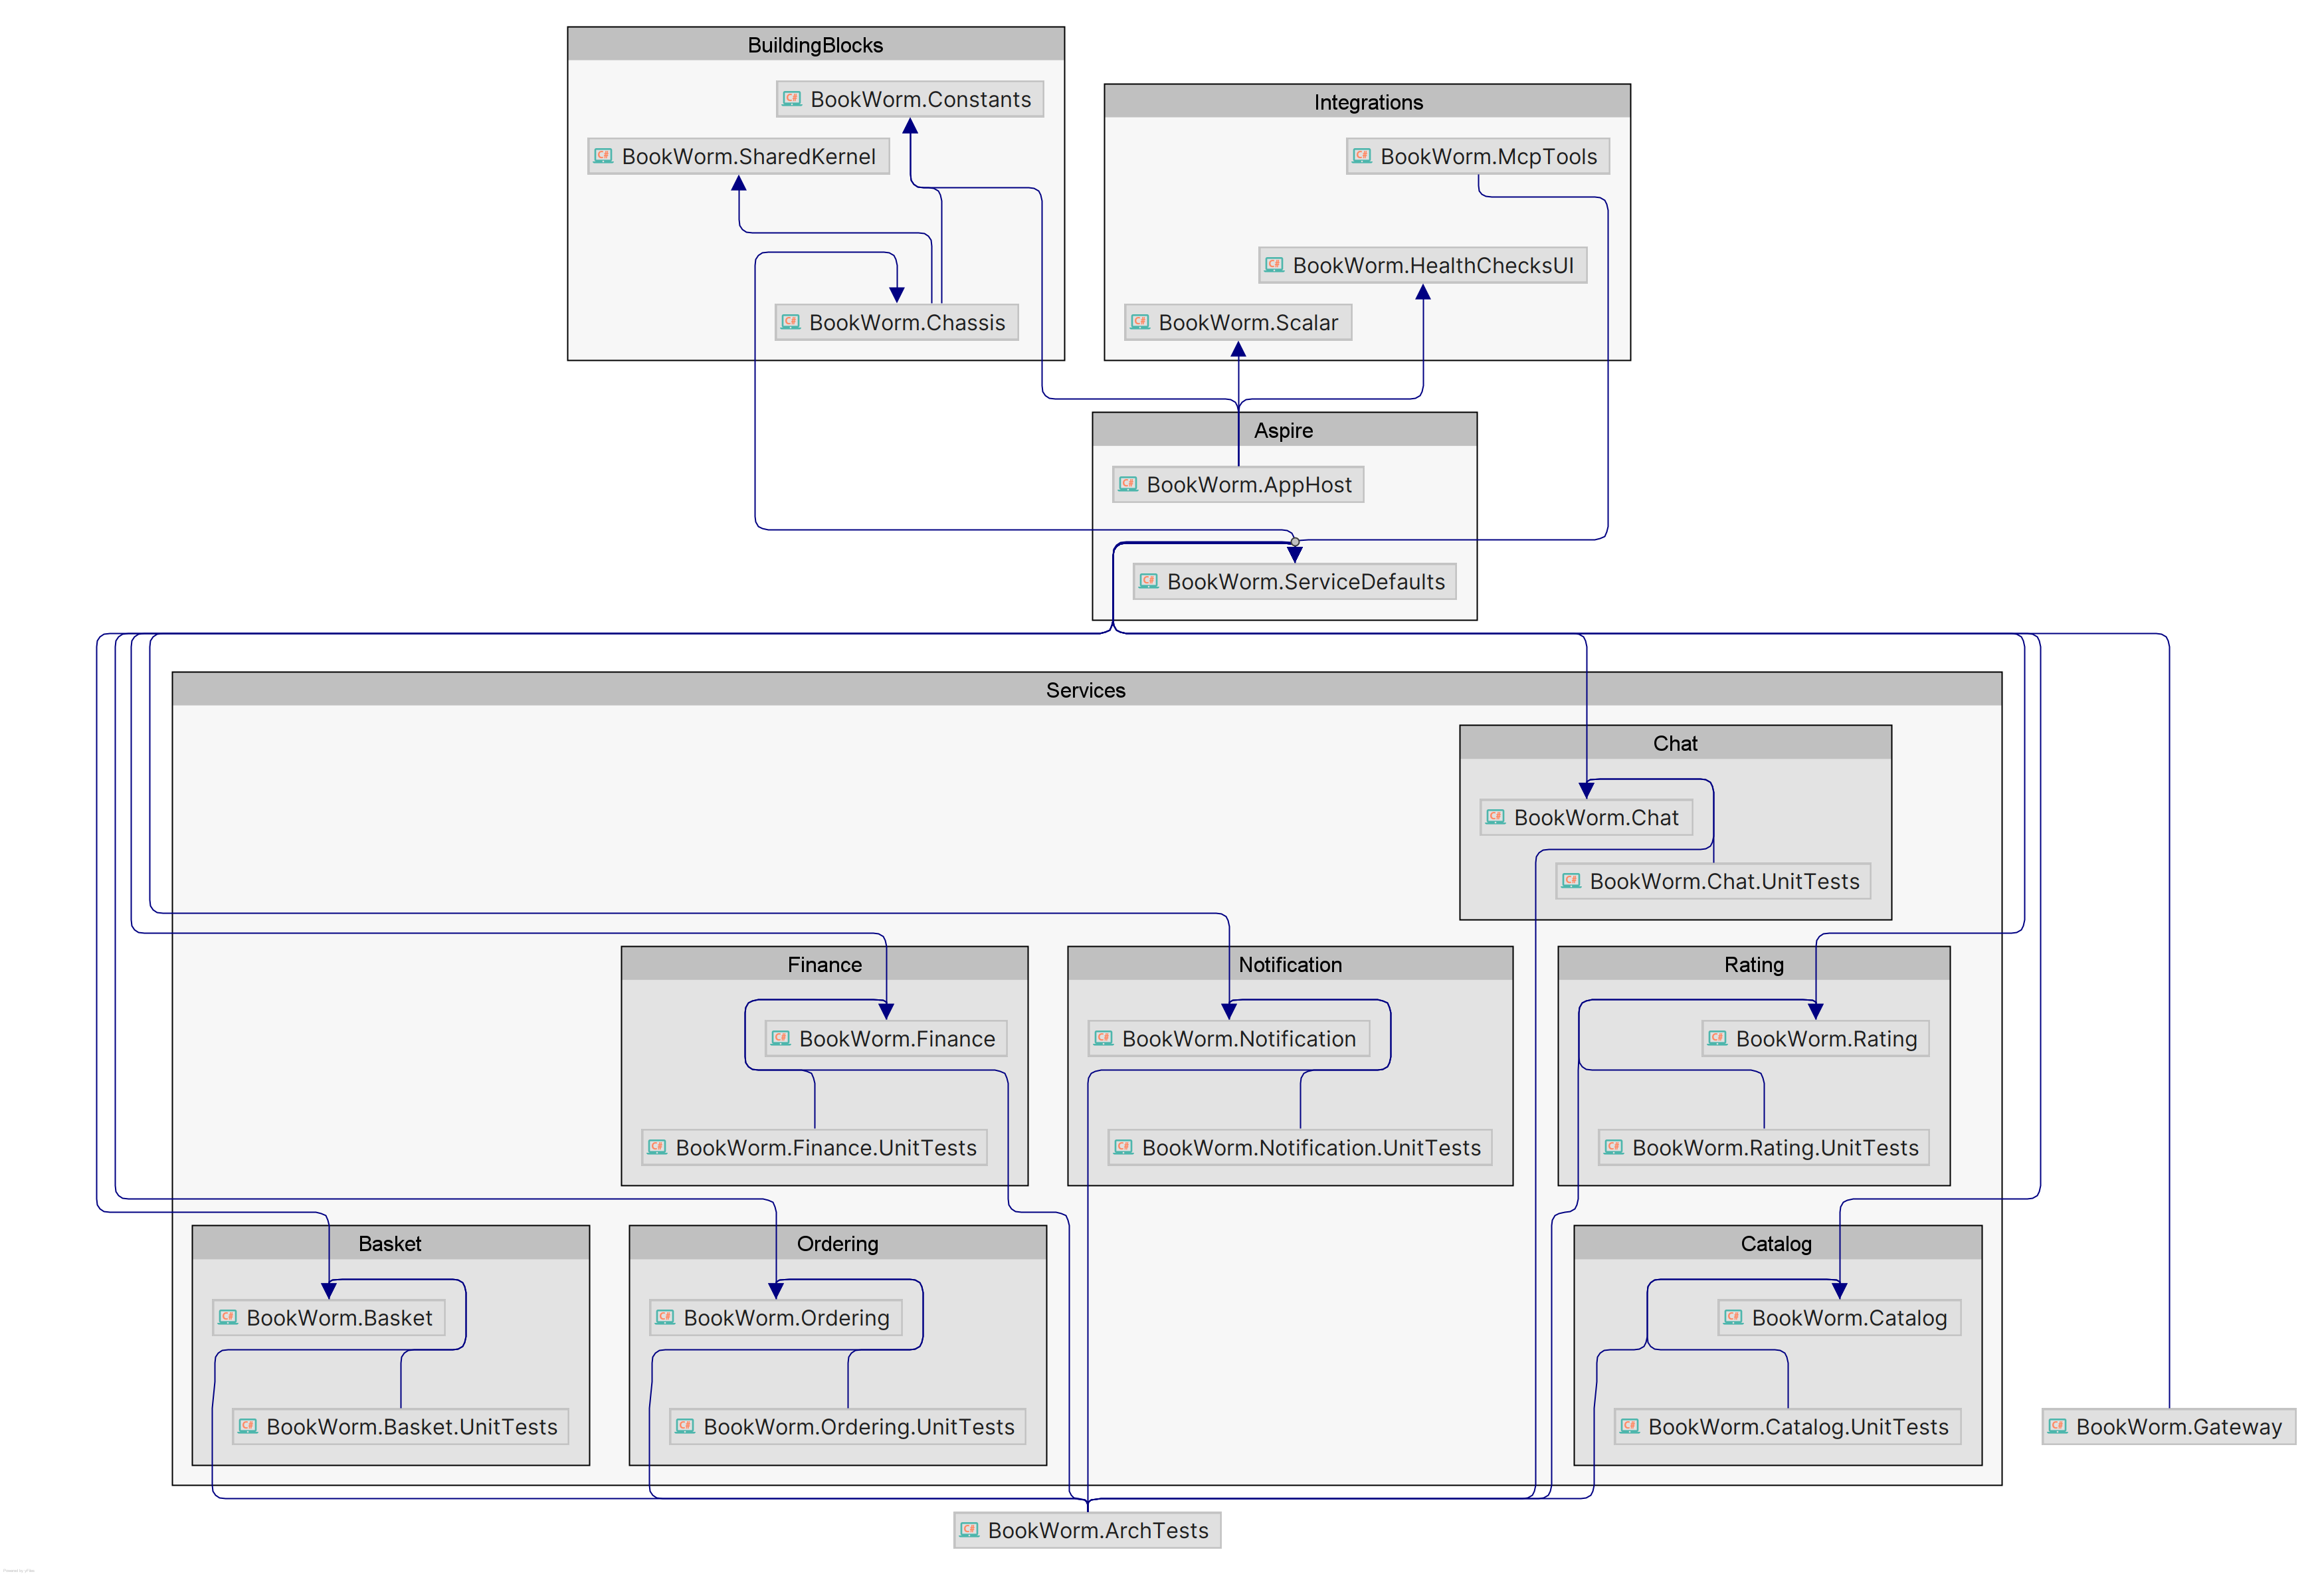 BuildingBlocks
BookWorm.Constants
BookWorm.SharedKernel
BookWorm.Chassis
Integrations
BookWorm.McpTools
BookWorm.HealthChecksUI
BookWorm.Scalar
Aspire
BookWorm.AppHost
BookWorm.ServiceDefaults
Services
Chat
BookWorm.Chat
BookWorm.Chat.UnitTests
Finance
BookWorm.Finance
BookWorm.Finance.UnitTests
Notification
BookWorm.Notification
BookWorm.Notification.UnitTests
Rating
BookWorm.Rating
BookWorm.Rating.UnitTests
Basket
BookWorm.Basket
BookWorm.Basket.UnitTests
Ordering
BookWorm.Ordering
BookWorm.Ordering.UnitTests
Catalog
BookWorm.Catalog
BookWorm.Catalog.UnitTests
BookWorm.Gateway
BookWorm.ArchTests